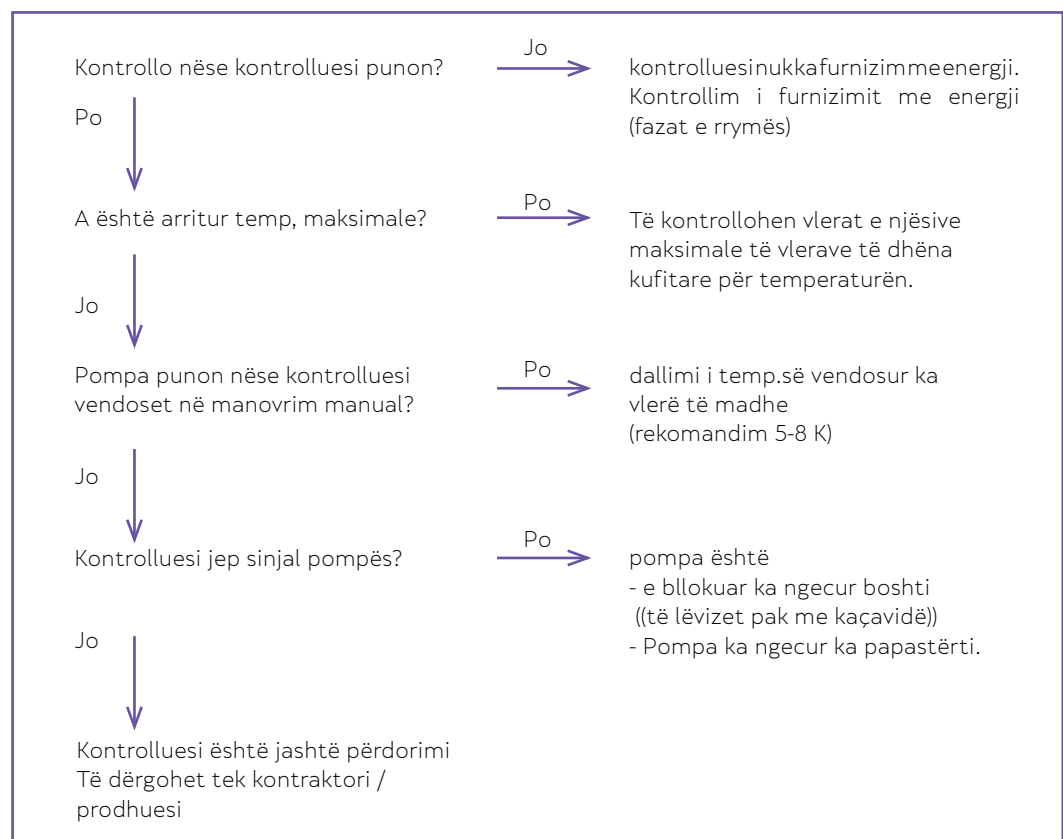 Kontrollo nëse kontrolluesi punon?
Jo
kontrolluesinukkafurnizimmeenergji.
Kontrollim i furnizimit me energji
(fazat e rrymës)
Po
A është arritur temp, maksimale?
Po
Të kontrollohen vlerat e njësive
maksimale të vlerave të dhëna
kufitare për temperaturën.
Jo
Pompa punon nëse kontrolluesi
vendoset në manovrim manual?
Po
dallimi i temp.së vendosur ka
vlerë të madhe
(rekomandim 5-8 K)
Jo
Kontrolluesi jep sinjal pompës?
Po
pompa është
- e bllokuar ka ngecur boshti
((të lëvizet pak me kaçavidë))
- Pompa ka ngecur ka papastërti.
Jo
Kontrolluesi është jashtë përdorimi
Të dërgohet tek kontraktori /
prodhuesi